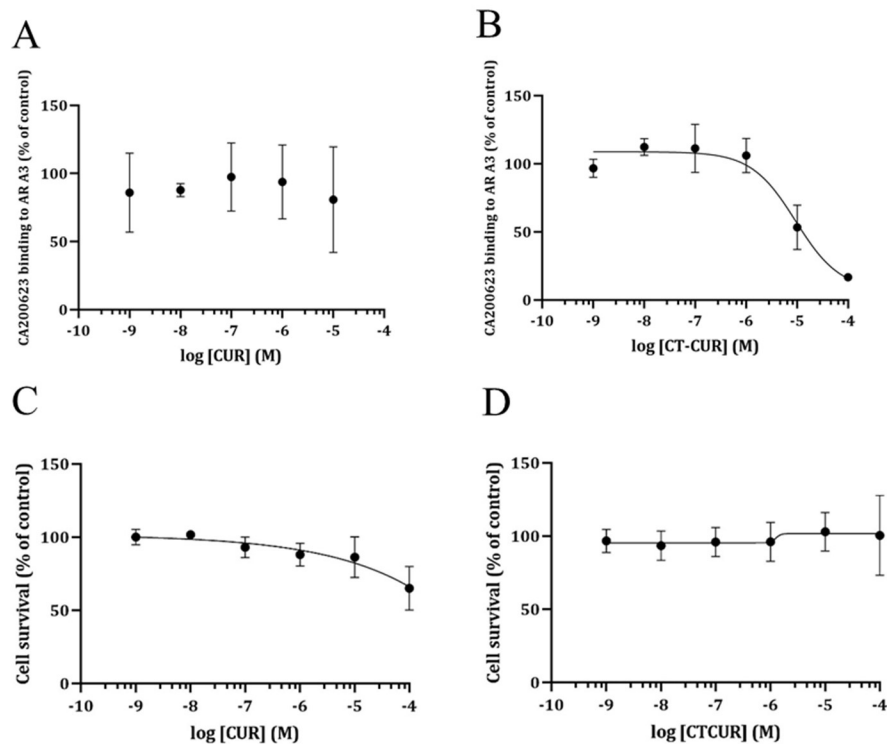 A
CA200623 binding to AR A3 (% of control)
150
100
50
0
-10 -9 -8 -7 -6 -5 -4
log [CUR] (M)
B
CA200623 binding to AR A3 (% of control)
150
100
50
0
-10 -9 -8 -7 -6 -5 -4
log [CT-CUR] (M)
C
Cell survival (% of control)
150
100
50
0
-10 -9 -8 -7 -6 -5 -4
log [CUR] (M)
D
Cell survival (% of control)
150
100
50
0
-10 -9 -8 -7 -6 -5 -4
log [CTCUR] (M)